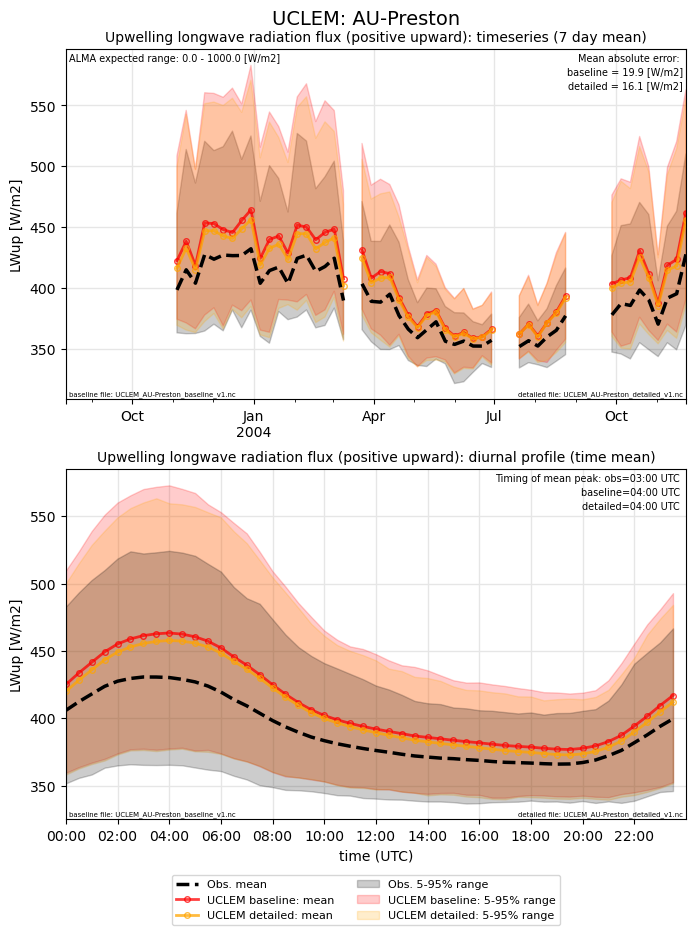 UCLEM: AU-Preston
Upwelling longwave radiation flux (positive upward): timeseries (7 day mean)
ALMA expected range: 0.0 - 1000.0 [W/m2]
Mean absolute error:
baseline = 19.9 [W/m2]
detailed = 16.1 [W/m2]
550
500
450
400
350
LWup [W/m2]
baseline file: UCLEM_AU-Preston_baseline_v1.nc
detailed file: UCLEM_AU-Preston_detailed_v1.nc
Oct Jan Apr Jul Oct
2004
Upwelling longwave radiation flux (positive upward): diurnal profile (time mean)
Timing of mean peak: obs=03:00 UTC
baseline=04:00 UTC
detailed=04:00 UTC
550
500
450
400
350
LWup [W/m2]
baseline file: UCLEM_AU-Preston_baseline_v1.nc
detailed file: UCLEM_AU-Preston_detailed_v1.nc
00:00 02:00 04:00 06:00 08:00 10:00 12:00 14:00 16:00 18:00 20:00 22:00
time (UTC)
Obs. mean
UCLEM baseline: mean
UCLEM detailed: mean
Obs. 5-95% range
UCLEM baseline: 5-95% range
UCLEM detailed: 5-95% range